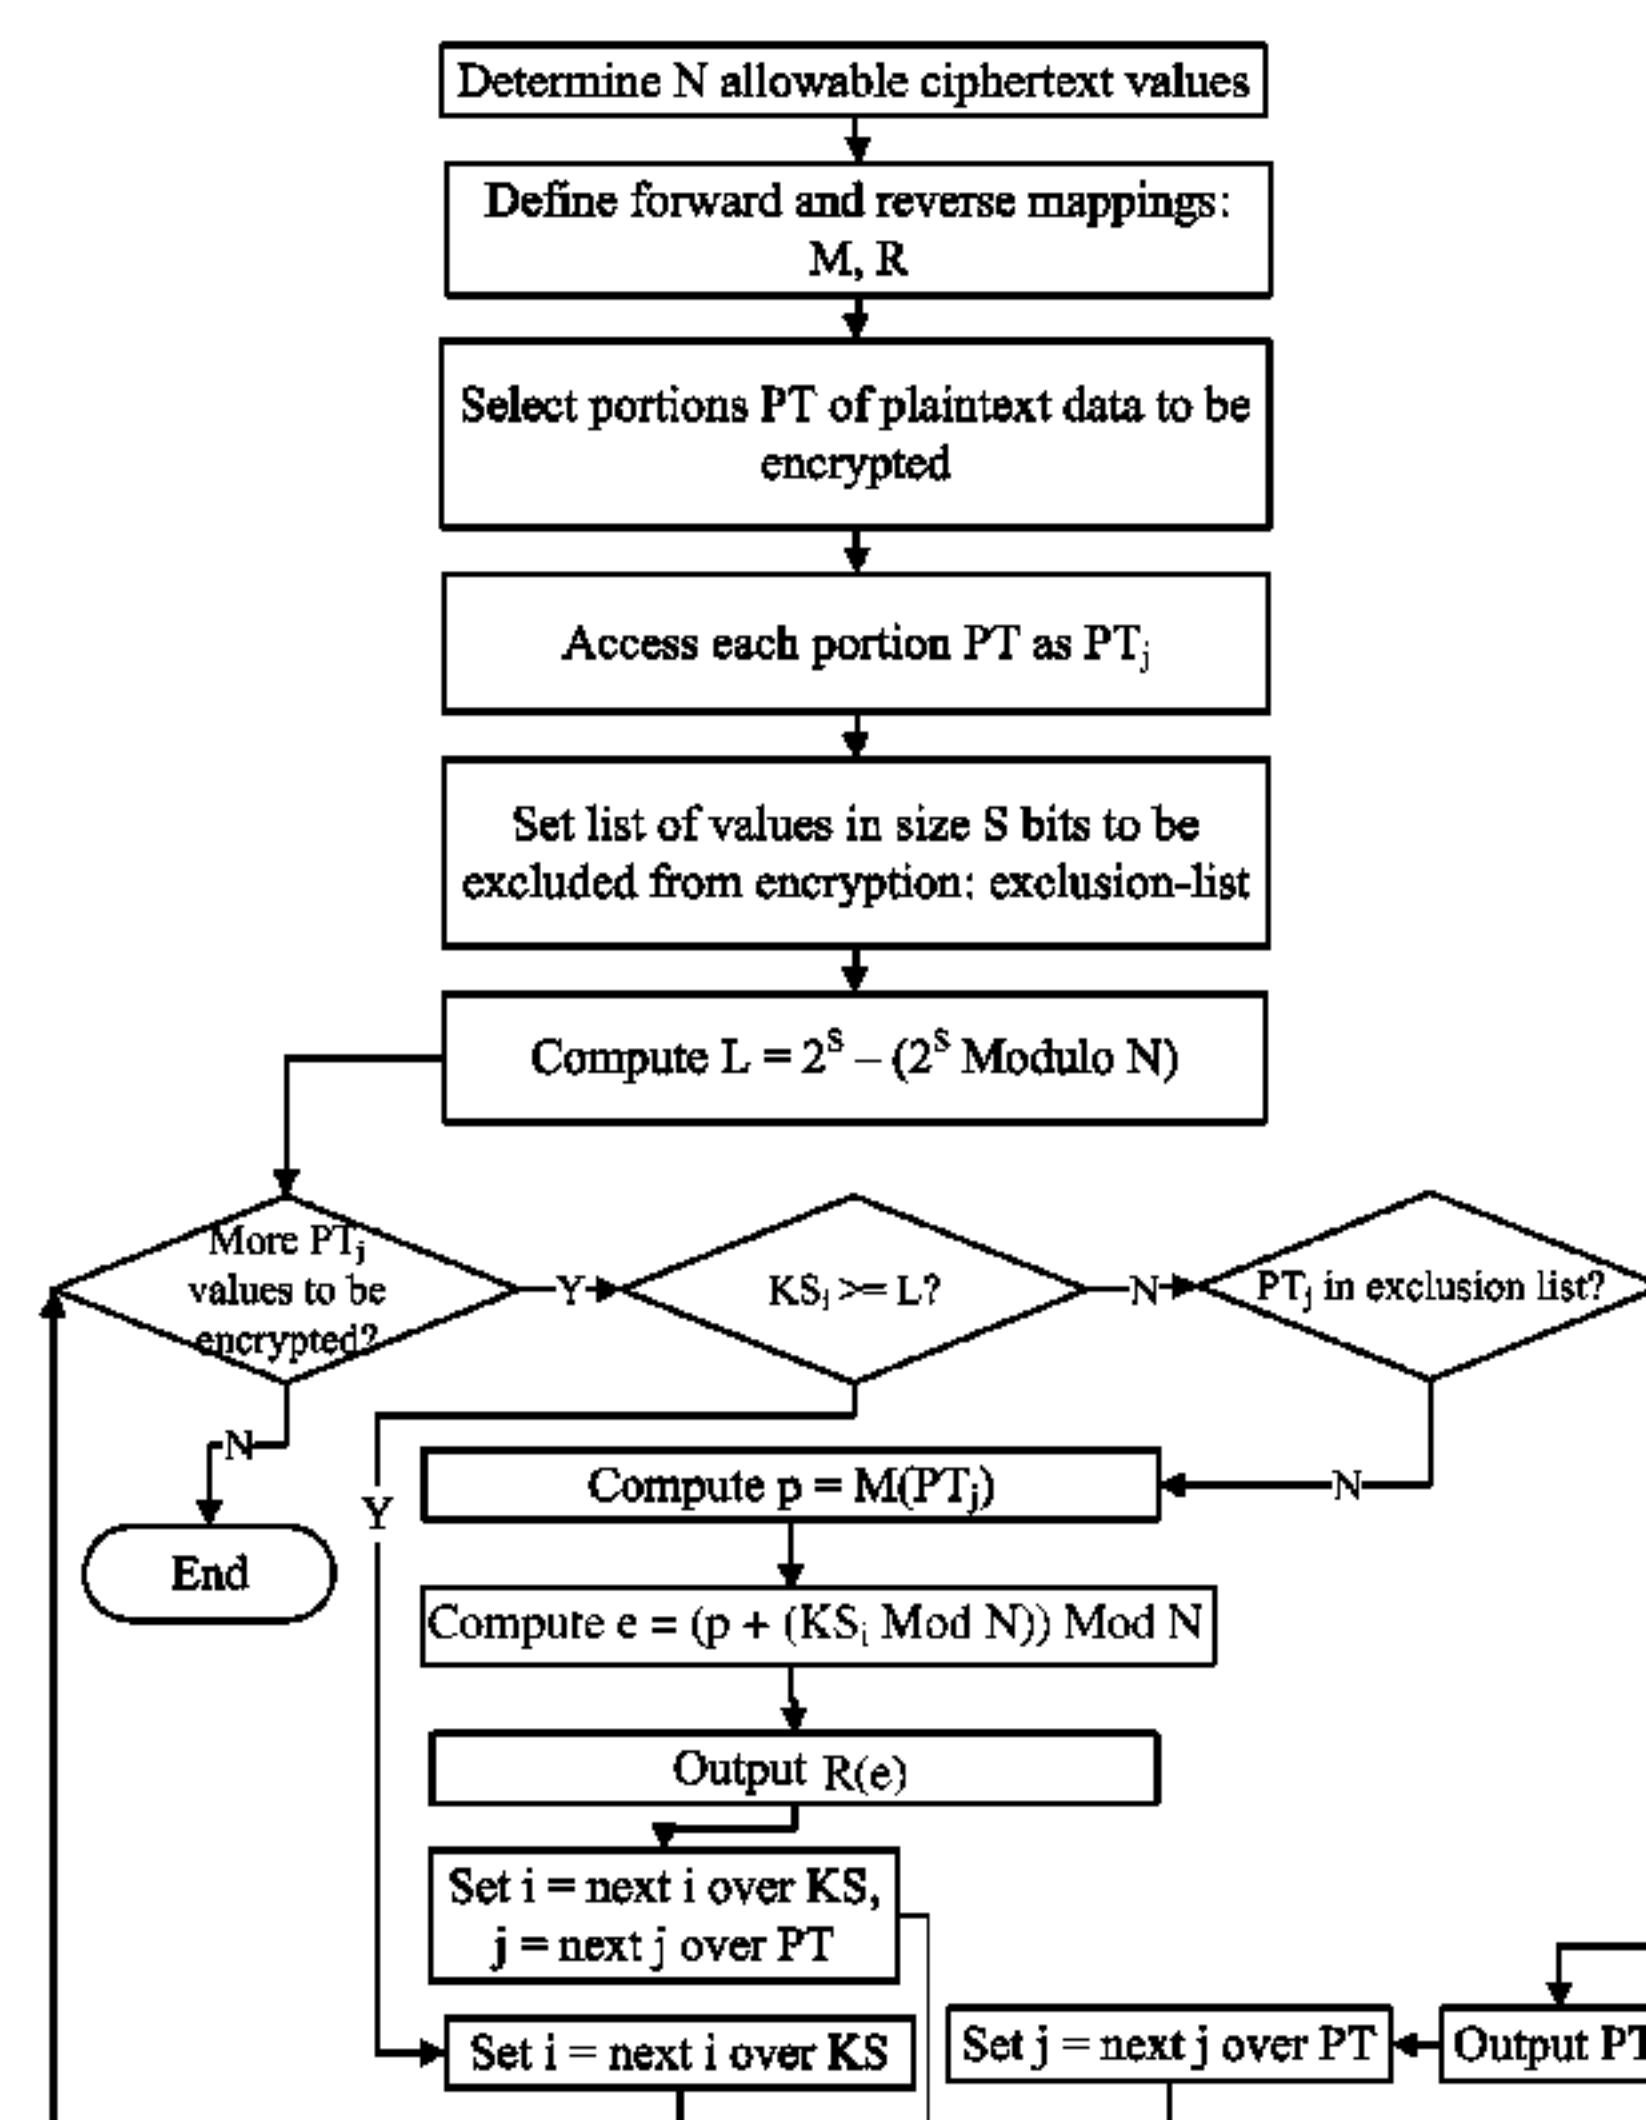 Determine N allowable ciphertext values
Define forward and reverse mappings:
M, R
Select portions PT of plaintext data to be
encrypted
Access each portion PT as PTj
Set list of values in size S bits to be
excluded from encryption: exclusion-list
Compute L = 2^S – (2^S Modulo N)
More PTj
values to be
encrypted?
Y
KSi >= L?
N
PTj in exclusion list?
N
Y
N
End
Compute p = M(PTj)
Compute e = (p + (KSi Mod N)) Mod N
Output R(e)
Set i = next i over KS,
j = next j over PT
Set i = next i over KS
Set j = next j over PT
Output PT